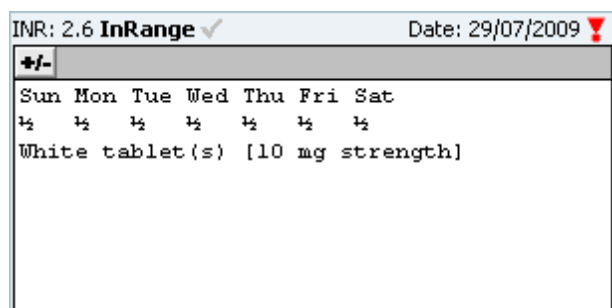 INR: 2.6 InRange Date: 29/07/2009
+/-
Sun Mon Tue Wed Thu Fri Sat
½ ½ ½ ½ ½ ½ ½
White tablet(s) [10 mg strength]